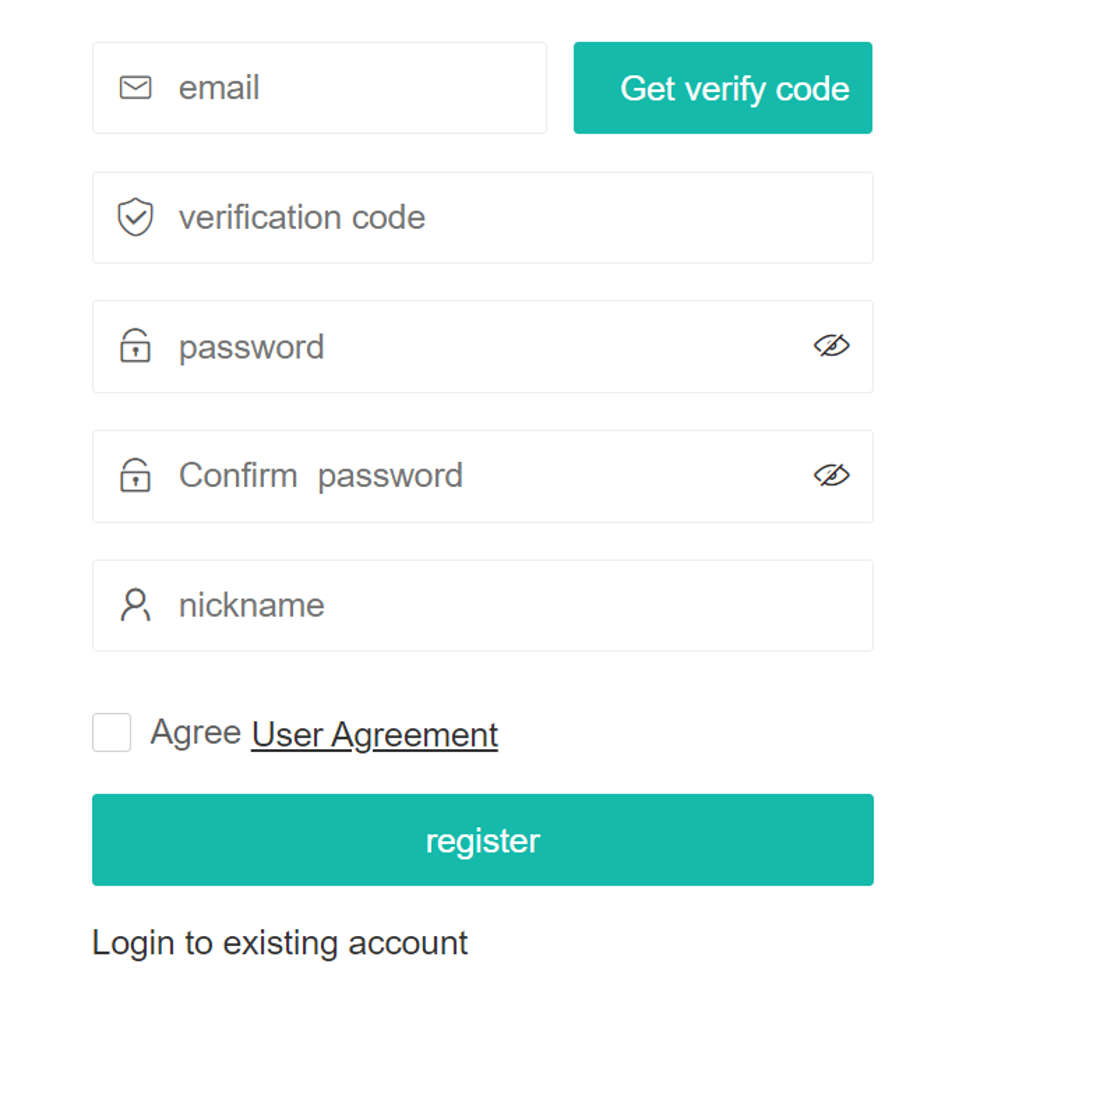 email
Get verify code
verification code
password
Confirm  password
nickname
Agree User Agreement
register
Login to existing account